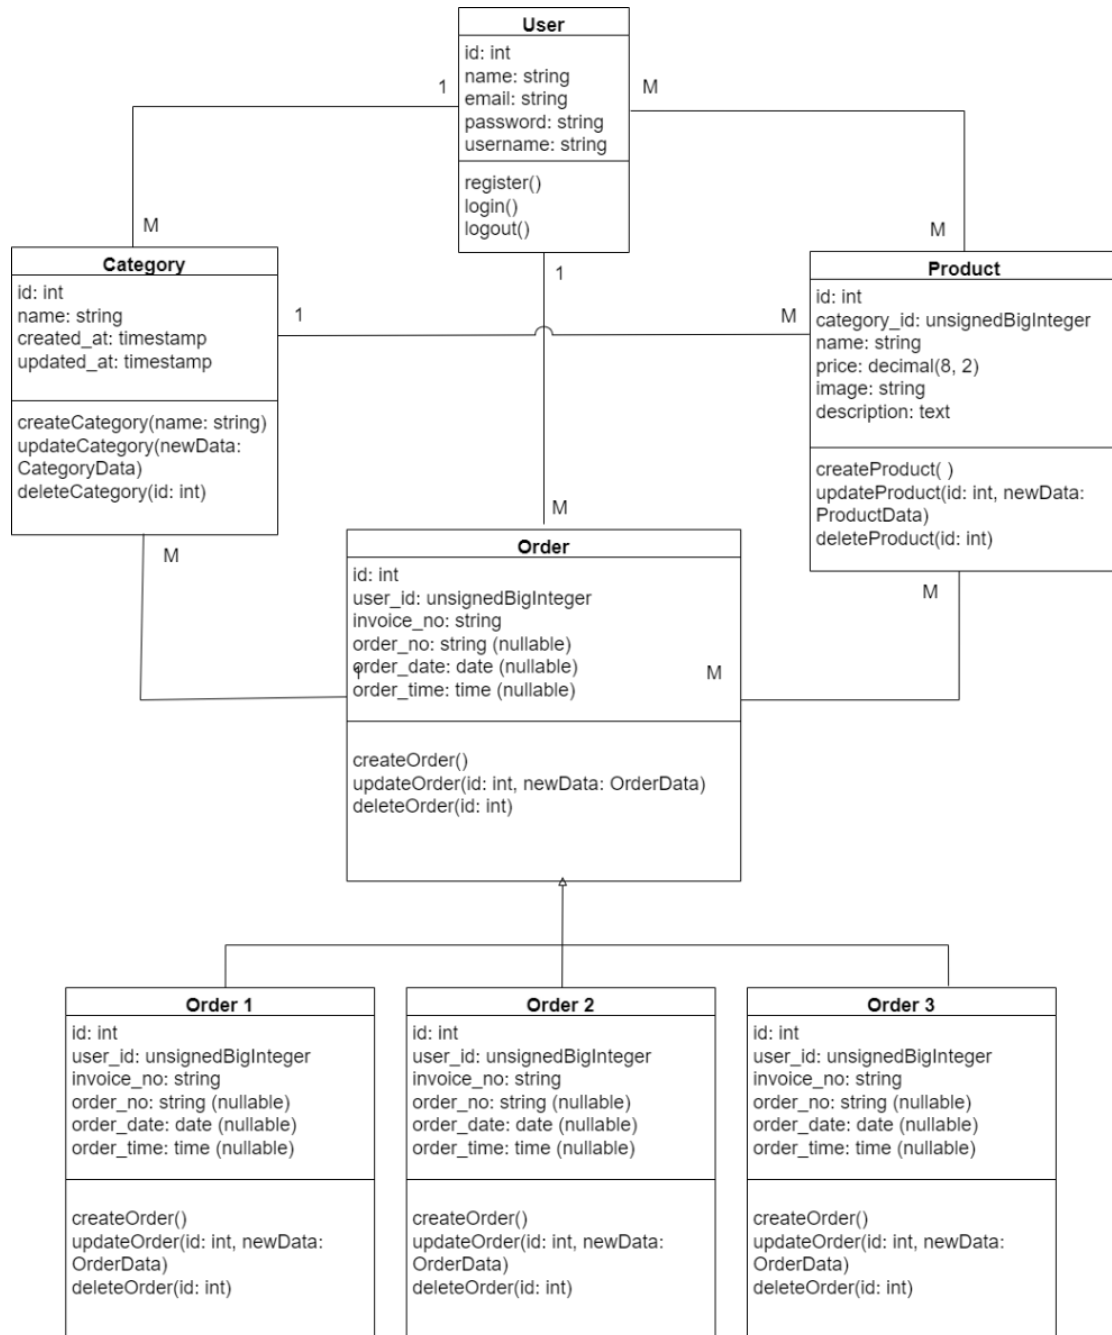 User
id: int
name: string
email: string
password: string
username: string
register()
login()
logout()
1
M
M
M
1
Category
id: int
name: string
created_at: timestamp
updated_at: timestamp
createCategory(name: string)
updateCategory(newData:
CategoryData)
deleteCategory(id: int)
1
M
Product
id: int
category_id: unsignedBigInteger
name: string
price: decimal(8, 2)
image: string
description: text
createProduct( )
updateProduct(id: int, newData:
ProductData)
deleteProduct(id: int)
M
M
M
Order
id: int
user_id: unsignedBigInteger
invoice_no: string
order_no: string (nullable)
order_date: date (nullable)
order_time: time (nullable)
1
M
createOrder()
updateOrder(id: int, newData: OrderData)
deleteOrder(id: int)
Order 1
id: int
user_id: unsignedBigInteger
invoice_no: string
order_no: string (nullable)
order_date: date (nullable)
order_time: time (nullable)
createOrder()
updateOrder(id: int, newData:
OrderData)
deleteOrder(id: int)
Order 2
id: int
user_id: unsignedBigInteger
invoice_no: string
order_no: string (nullable)
order_date: date (nullable)
order_time: time (nullable)
createOrder()
updateOrder(id: int, newData:
OrderData)
deleteOrder(id: int)
Order 3
id: int
user_id: unsignedBigInteger
invoice_no: string
order_no: string (nullable)
order_date: date (nullable)
order_time: time (nullable)
createOrder()
updateOrder(id: int, newData:
OrderData)
deleteOrder(id: int)